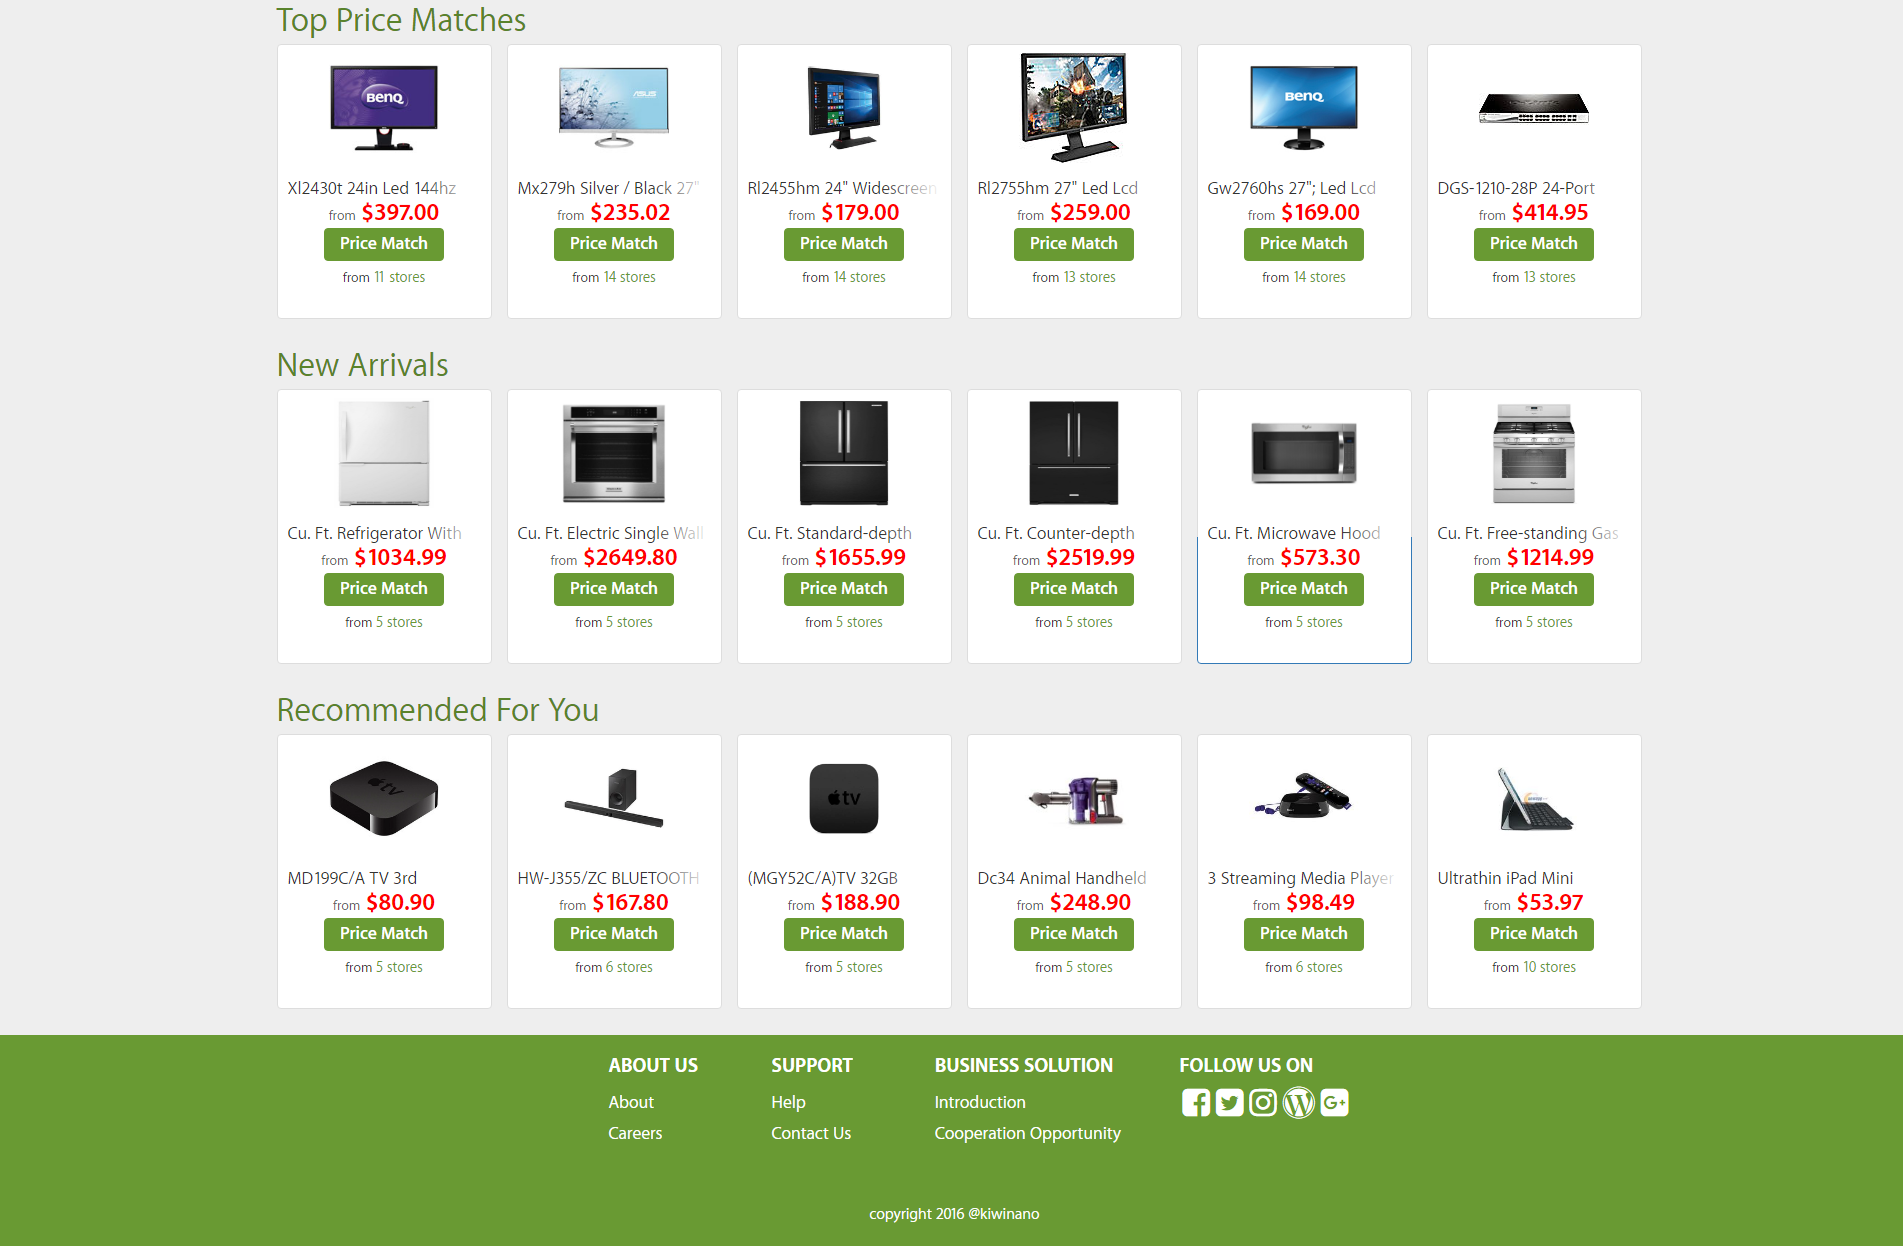 Top Price Matches
BENQ
ASUS
BENQ
Xl2430t 24in Led 144hz
Mx279h Silver / Black 27"
Rl2455hm 24" Widescreen
Rl2755hm 27" Led Lcd
Gw2760hs 27"; Led Lcd
DGS-1210-28P 24-Port
from $397.00
from $235.02
from $179.00
from $259.00
from $169.00
from $414.95
Price Match
Price Match
Price Match
Price Match
Price Match
Price Match
from 11 stores
from 14 stores
from 14 stores
from 13 stores
from 14 stores
from 13 stores
New Arrivals
Cu. Ft. Refrigerator With
Cu. Ft. Electric Single Wall
Cu. Ft. Standard-depth
Cu. Ft. Counter-depth
Cu. Ft. Microwave Hood
Cu. Ft. Free-standing Gas
from $1034.99
from $2649.80
from $1655.99
from $2519.99
from $573.30
from $1214.99
Price Match
Price Match
Price Match
Price Match
Price Match
Price Match
from 5 stores
from 5 stores
from 5 stores
from 5 stores
from 5 stores
from 5 stores
Recommended For You
tv
tv
MD199C/A TV 3rd
HW-J355/ZC BLUETOOTH
(MGY52C/A)TV 32GB
Dc34 Animal Handheld
3 Streaming Media Player
Ultrathin iPad Mini
from $80.90
from $167.80
from $188.90
from $248.90
from $98.49
from $53.97
Price Match
Price Match
Price Match
Price Match
Price Match
Price Match
from 5 stores
from 6 stores
from 5 stores
from 5 stores
from 6 stores
from 10 stores
ABOUT US
About
Careers
SUPPORT
Help
Contact Us
BUSINESS SOLUTION
Introduction
Cooperation Opportunity
FOLLOW US ON
G+
copyright 2016 @kiwinano